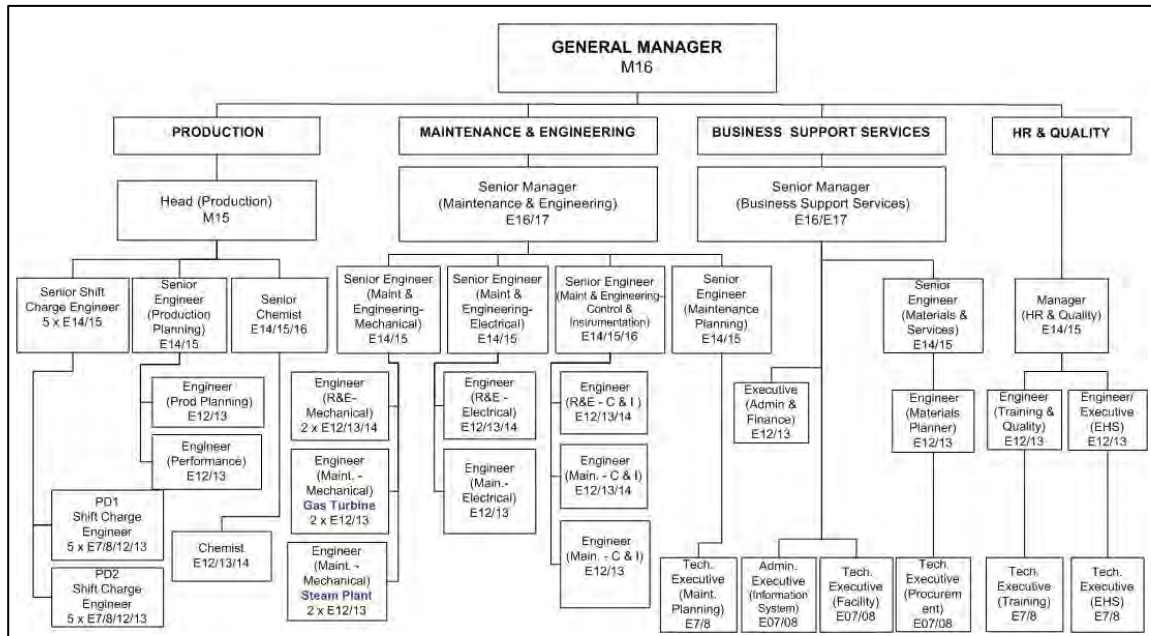 GENERAL MANAGER
M16
PRODUCTION
MAINTENANCE & ENGINEERING
BUSINESS SUPPORT SERVICES
HR & QUALITY
Head (Production)
M15
Senior Manager
(Maintenance & Engineering)
E16/17
Senior Manager
(Business Support Services)
E16/E17
Senior Shift
Charge Engineer
5 x E14/15
Senior
Engineer
(Production
Planning)
E14/15
Senior
Chemist
E14/15/16
Senior Engineer
(Maint &
Engineering-
Mechanical)
E14/15
Senior Engineer
(Maint &
Engineering-
Electrical)
E14/15
Senior Engineer
(Maint & Engineering-
Control &
Instrumentation)
E14/15/16
Senior
Engineer
(Maintenance
Planning)
E14/15
Senior
Engineer
(Materials &
Services)
E14/15
Manager
(HR & Quality)
E14/15
Engineer
(Prod Planning)
E12/13
Engineer
(Performance)
E12/13
PD1
Shift Charge
Engineer
5 x E7/8/12/13
PD2
Shift Charge
Engineer
5 x E7/8/12/13
Chemist
E12/13/14
Engineer
(R&E-
Mechanical)
2 x E12/13/14
Engineer
(Maint. -
Mechanical)
Gas Turbine
2 x E12/13
Engineer
(Maint. -
Mechanical)
Steam Plant
2 x E12/13
Engineer
(R&E -
Electrical)
E12/13/14
Engineer
(Main.-
Electrical)
E12/13
Engineer
(R&E - C & I )
E12/13/14
Engineer
(Main. - C & I)
E12/13/14
Engineer
(Main. - C & I)
E12/13
Executive
(Admin &
Finance)
E12/13
Engineer
(Materials
Planner)
E12/13
Engineer
(Training &
Quality)
E12/13
Engineer/
Executive
(EHS)
E12/13
Tech.
Executive
(Maint.
Planning)
E7/8
Admin.
Executive
(Information
System)
E07/08
Tech.
Executive
(Facility)
E07/08
Tech.
Executive
(Procurem
ent)
E07/08
Tech.
Executive
(Training)
E7/8
Tech.
Executive
(EHS)
E7/8